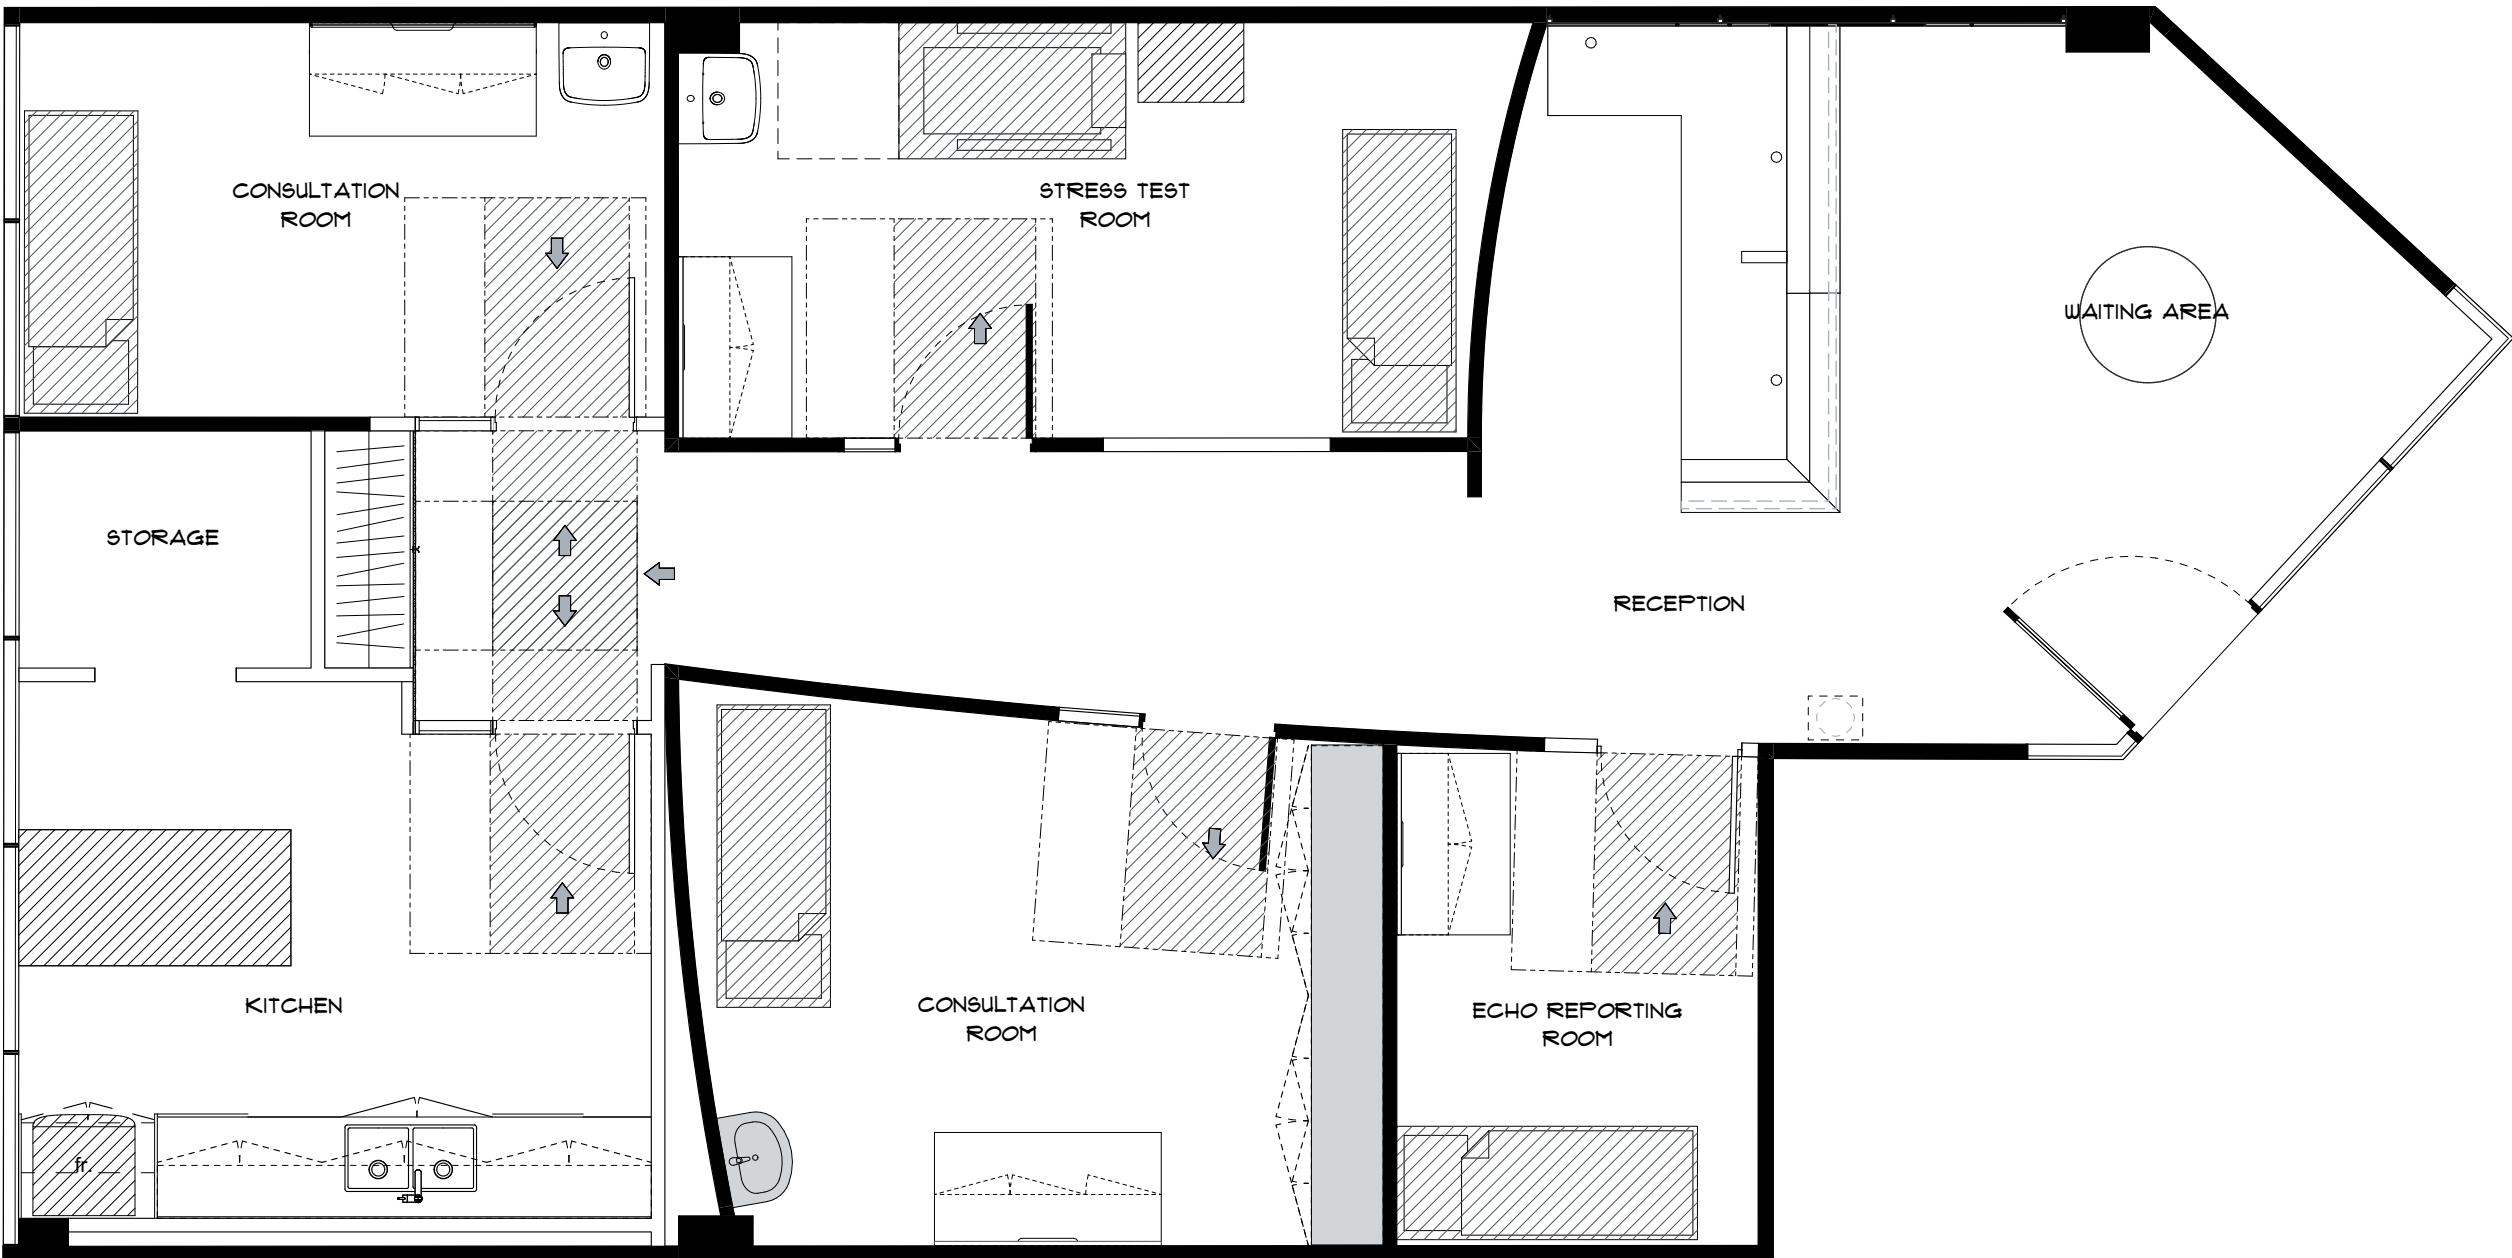 CONSULTATION
ROOM
STRESS TEST
ROOM
WAITING AREA
STORAGE
RECEPTION
KITCHEN
CONSULTATION
ROOM
ECHO REPORTING
ROOM
fr.